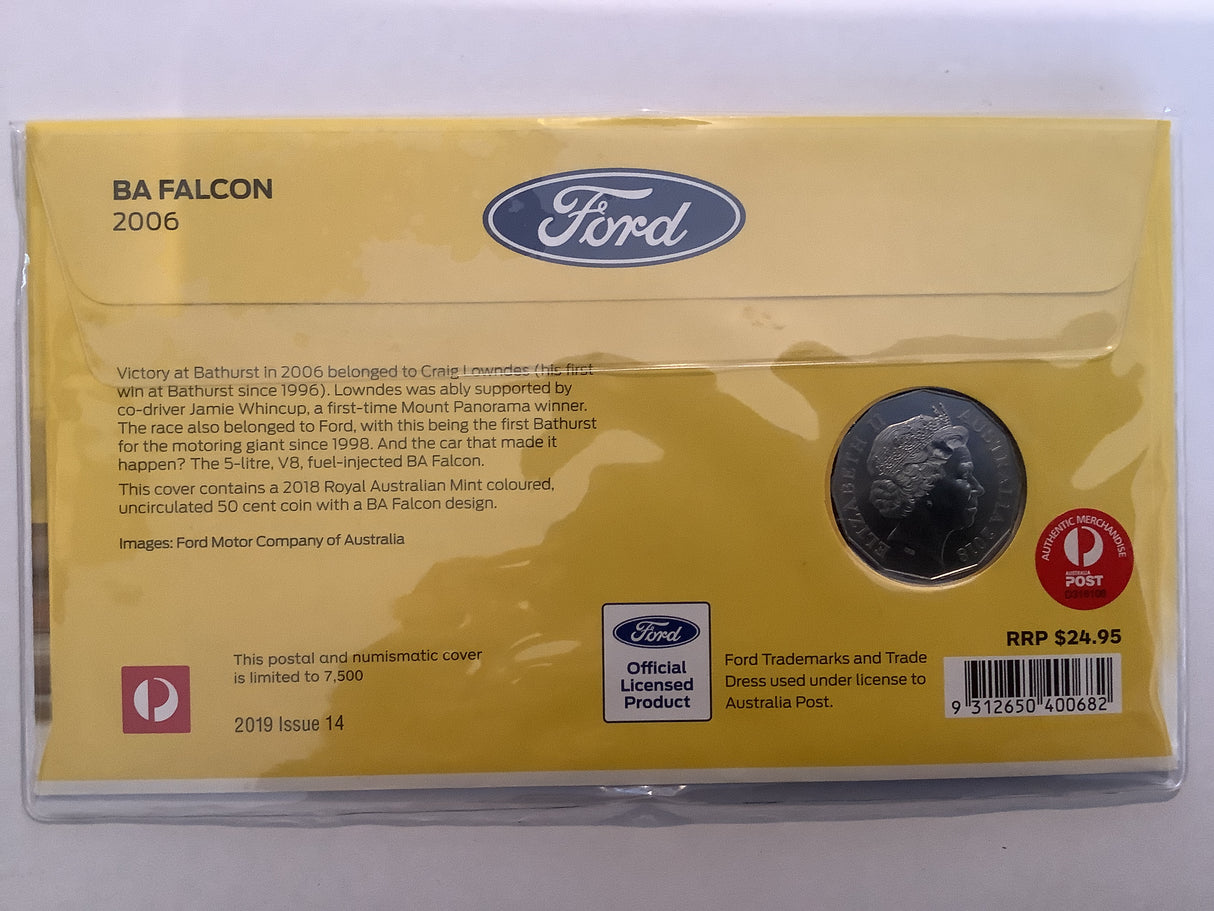 BA FALCON
2006
Ford
Victory at Bathurst in 2006 belonged to Craig Lowndes (his first
win at Bathurst since 1996). Lowndes was ably supported by
co-driver Jamie Whincup, a first-time Mount Panorama winner.
The race also belonged to Ford, with this being the first Bathurst
for the motoring giant since 1998. And the car that made it
happen? The 5-litre, V8, fuel-injected BA Falcon.
This cover contains a 2018 Royal Australian Mint coloured,
uncirculated 50 cent coin with a BA Falcon design.
Images: Ford Motor Company of Australia
ELIZABETH II
AUSTRALIA 2018
AUTHENTIC MERCHANDISE
AUSTRALIA
POST
RRP $24.95
9 312650 400682
Ford
Official
Licensed
Product
Ford Trademarks and Trade
Dress used under license to
Australia Post.
This postal and numismatic cover
is limited to 7,500
2019 Issue 14